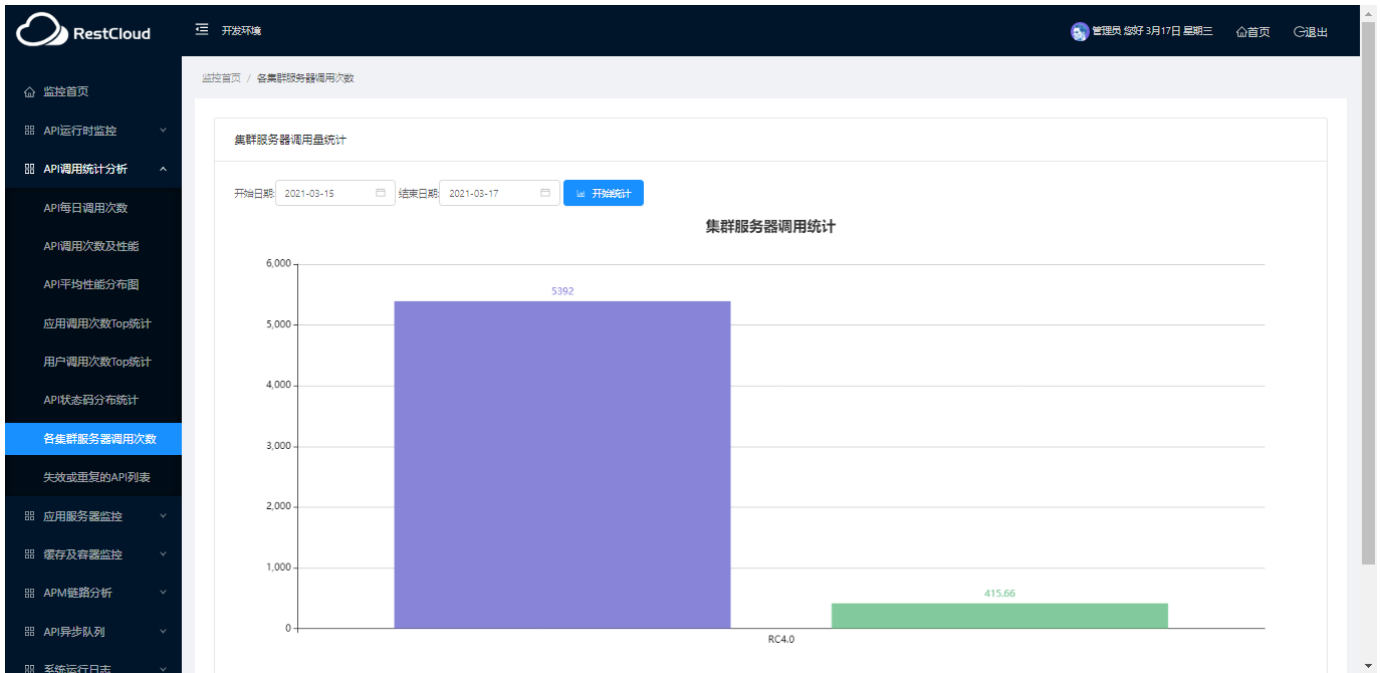 RestCloud
开发环境
管理员 您好 3月17日 星期三
首页
退出
监控首页
API运行时监控
API调用统计分析
API每日调用次数
API调用次数及性能
API平均性能分布图
应用调用次数Top统计
用户调用次数Top统计
API状态码分布统计
各集群服务器调用次数
失效或重复的API列表
应用服务器监控
缓存及容器监控
APM链路分析
API异步队列
系统运行日志
监控首页 / 各集群服务器调用次数
集群服务器调用量统计
开始日期: 2021-03-15 结束日期: 2021-03-17 开始统计
集群服务器调用统计
6,000
5392
5,000
4,000
3,000
2,000
1,000
415.66
0
RC4.0